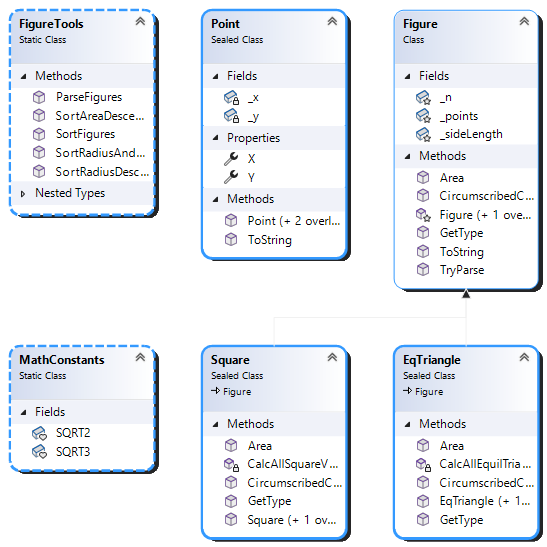 FigureTools
Static Class
Methods
ParseFigures
SortAreaDesce...
SortFigures
SortRadiusAnd...
SortRadiusDesc...
Nested Types
Point
Sealed Class
Fields
_x
_y
Properties
X
Y
Methods
Point (+ 2 overl...
ToString
Figure
Class
Fields
_n
_points
_sideLength
Methods
Area
CircumscribedC...
Figure (+ 1 over...
GetType
ToString
TryParse
MathConstants
Static Class
Fields
SQRT2
SQRT3
Square
Sealed Class
Figure
Methods
Area
CalcAllSquareV...
CircumscribedC...
GetType
Square (+ 1 ove...
EqTriangle
Sealed Class
Figure
Methods
Area
CalcAllEquilTria...
CircumscribedC...
EqTriangle (+ 1...
GetType